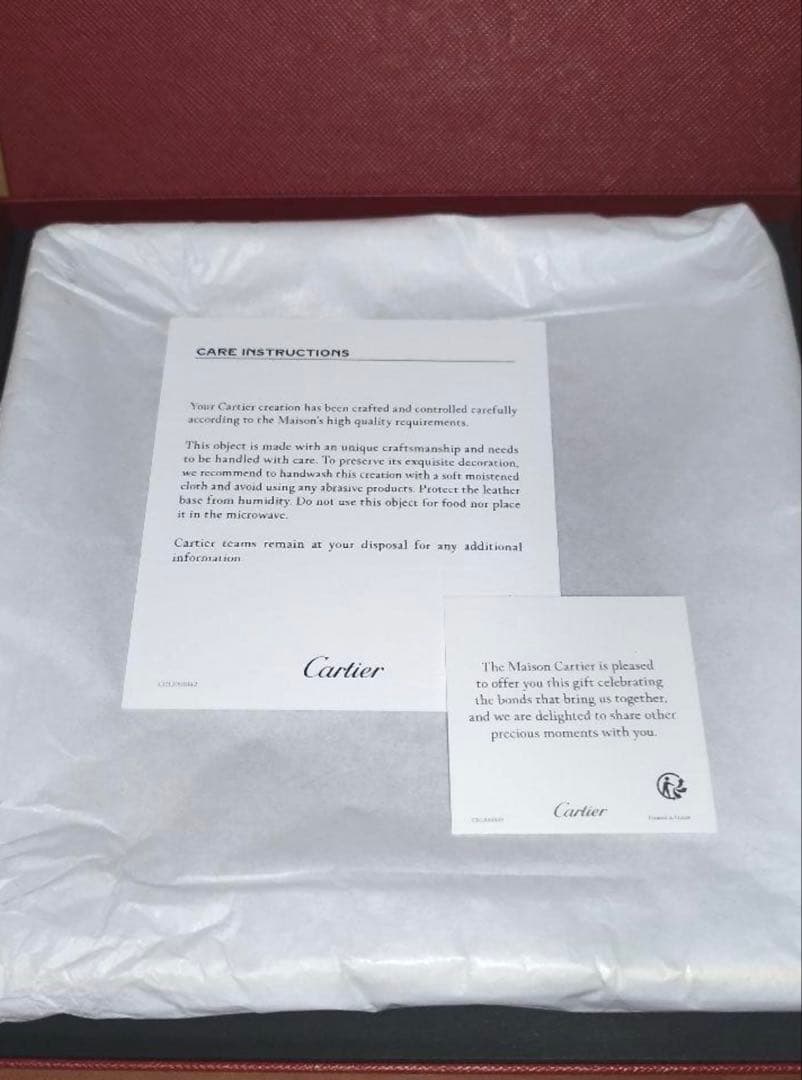 CARE INSTRUCTIONS
Your Cartier creation has been crafted and controlled carefully
according to the Maison's high quality requirements.
This object is made with an unique craftsmanship and needs
to be handled with care. To preserve its exquisite decoration,
we recommend to handwash this creation with a soft moistened
cloth and avoid using any abrasive products. Protect the leather
base from humidity. Do not use this object for food nor place
it in the microwave.
Cartier teams remain at your disposal for any additional
information
Cartier
The Maison Cartier is pleased
to offer you this gift celebrating
the bonds that bring us together,
and we are delighted to share other
precious moments with you.
Cartier